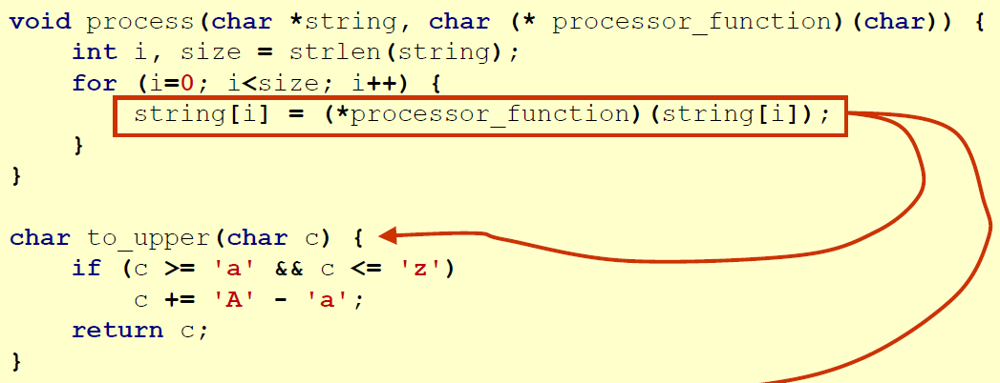 void process(char *string, char (* processor_function)(char)) {
    int i, size = strlen(string);
    for (i=0; i<size; i++) {
        string[i] = (*processor_function)(string[i]);
    }
}

char to_upper(char c) {
    if (c >= 'a' && c <= 'z')
        c += 'A' - 'a';
    return c;
}